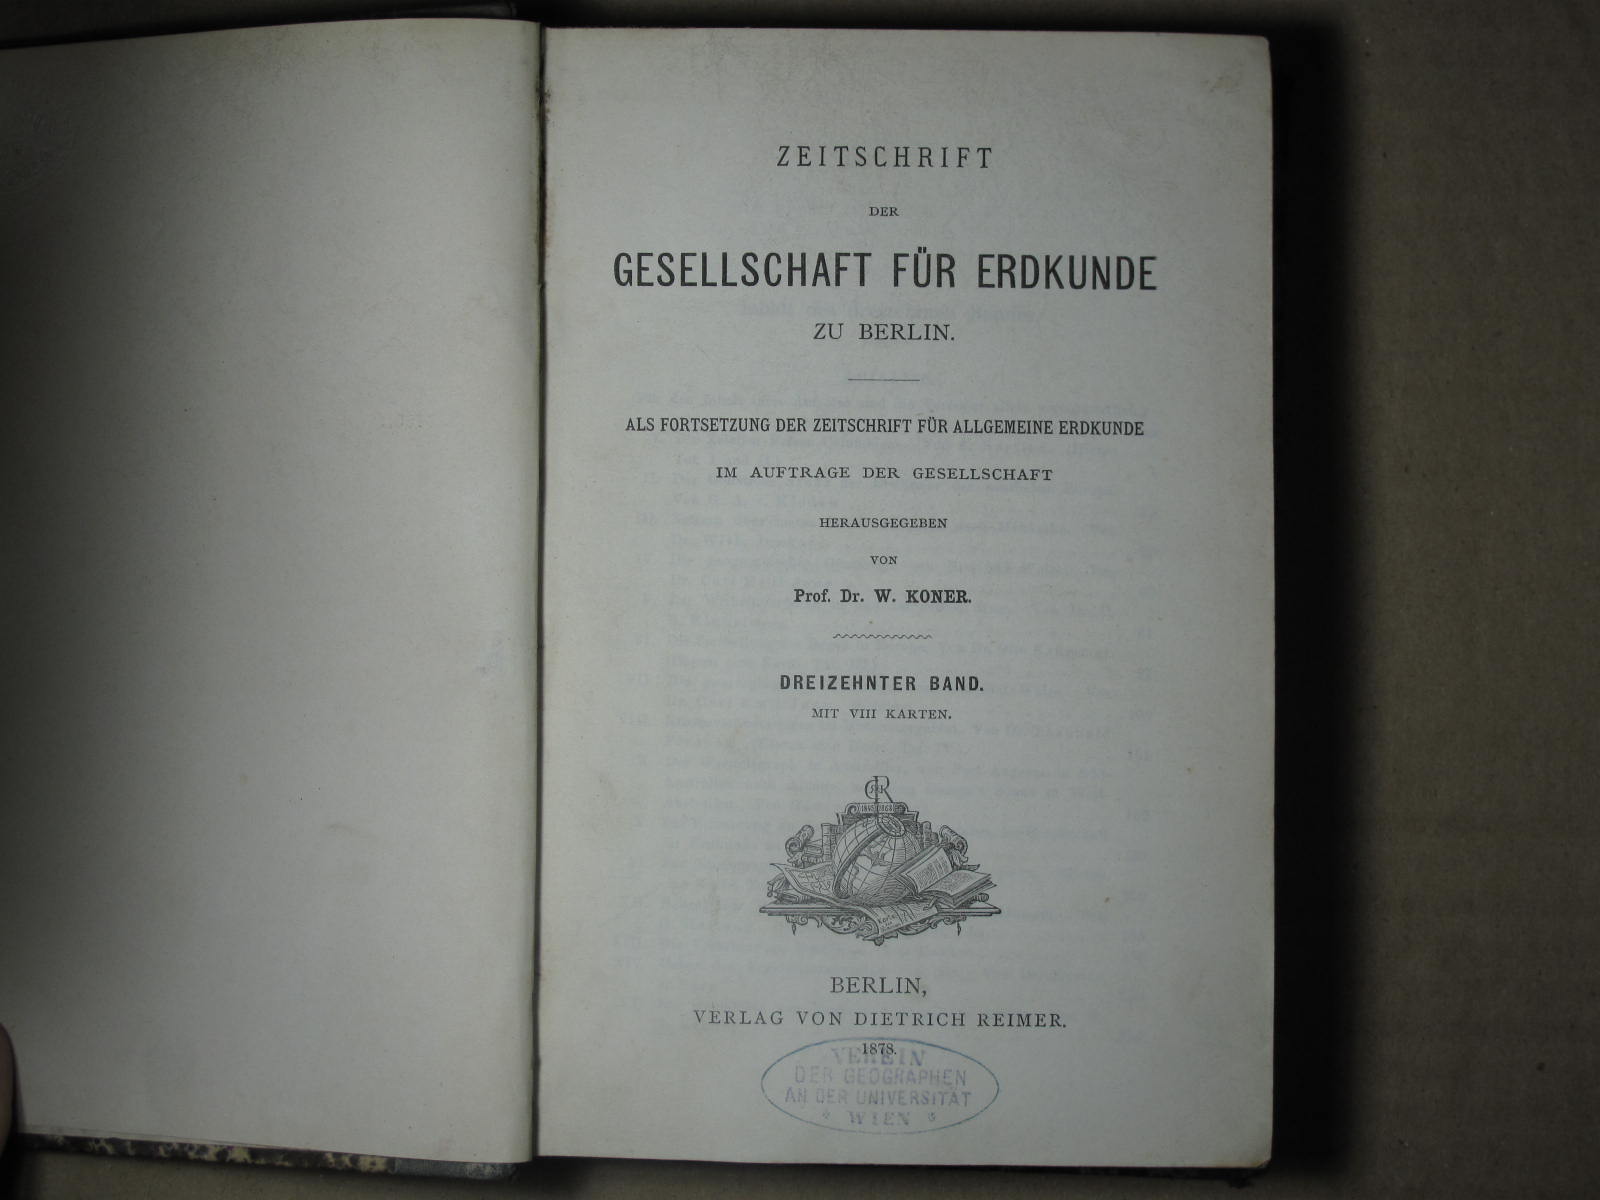 ZEITSCHRIFT
DER
GESELLSCHAFT FÜR ERDKUNDE
ZU BERLIN.
ALS FORTSETZUNG DER ZEITSCHRIFT FÜR ALLGEMEINE ERDKUNDE
IM AUFTRAGE DER GESELLSCHAFT
HERAUSGEGEBEN
VON
Prof. Dr. W. KONER.
DREIZEHNTER BAND.
MIT VIII KARTEN.
BERLIN,
VERLAG VON DIETRICH REIMER.
1878.
VEREIN
DER GEOGRAPHEN
AN DER UNIVERSITÄT
* WIEN *